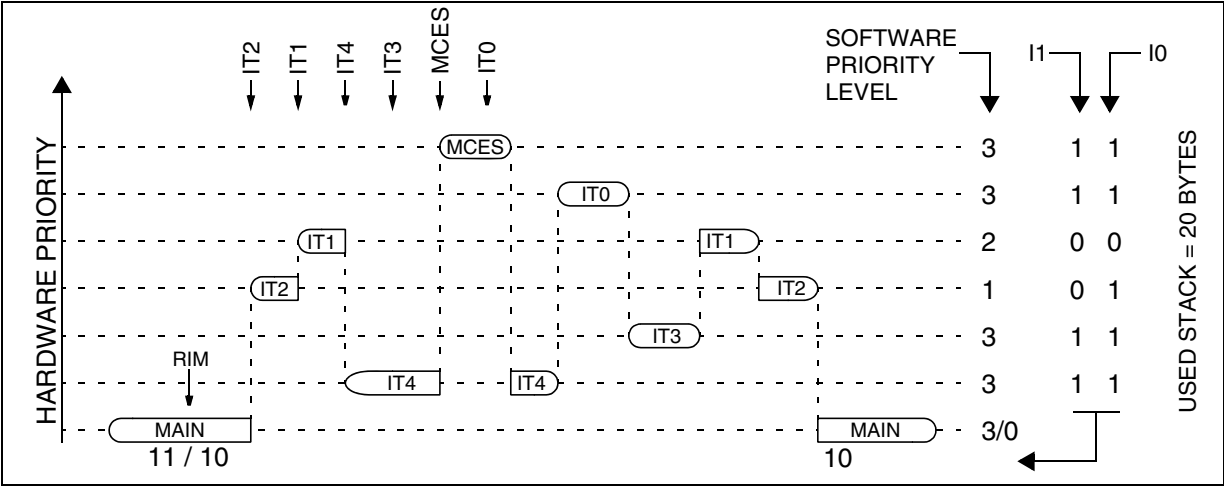 IT2
IT1
IT4
IT3
MCES
IT0
SOFTWARE
PRIORITY
LEVEL
I1
I0
HARDWARE PRIORITY
MCES
3
1 1
IT0
3
1 1
IT1
IT1
2
0 0
IT2
IT2
1
0 1
IT3
3
1 1
RIM
IT4
IT4
3
1 1
MAIN
MAIN
3/0
11 / 10
10
USED STACK = 20 BYTES